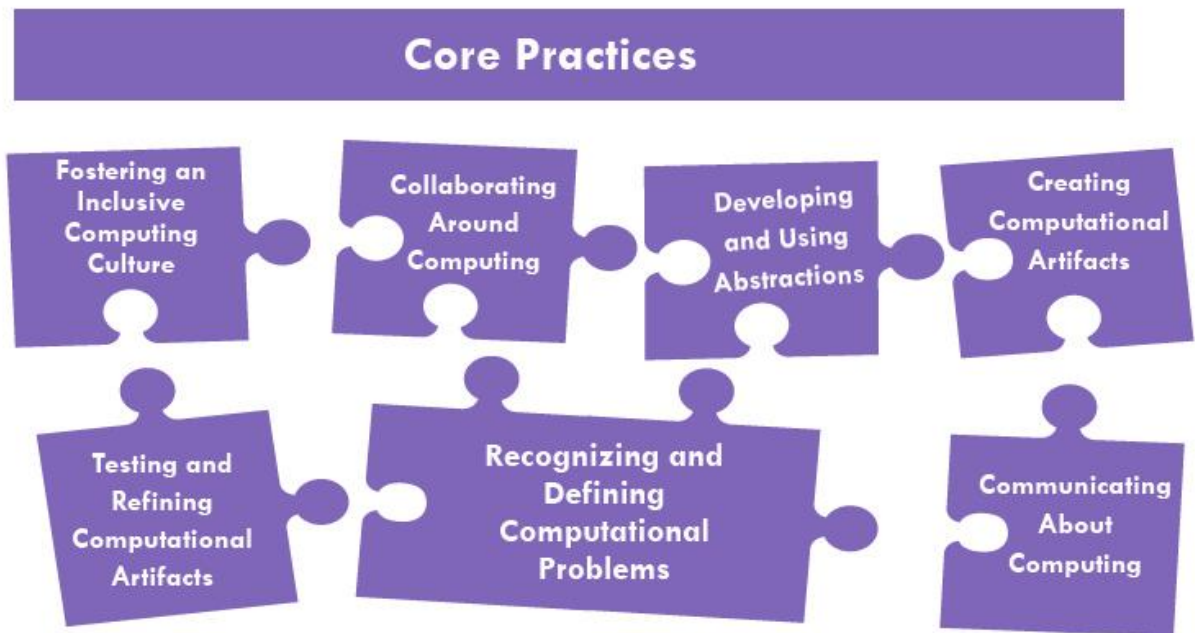 Core Practices
Fostering an
Inclusive
Computing
Culture
Collaborating
Around
Computing
Developing
and Using
Abstractions
Creating
Computational
Artifacts
Testing and
Refining
Computational
Artifacts
Recognizing and
Defining
Computational
Problems
Communicating
About
Computing